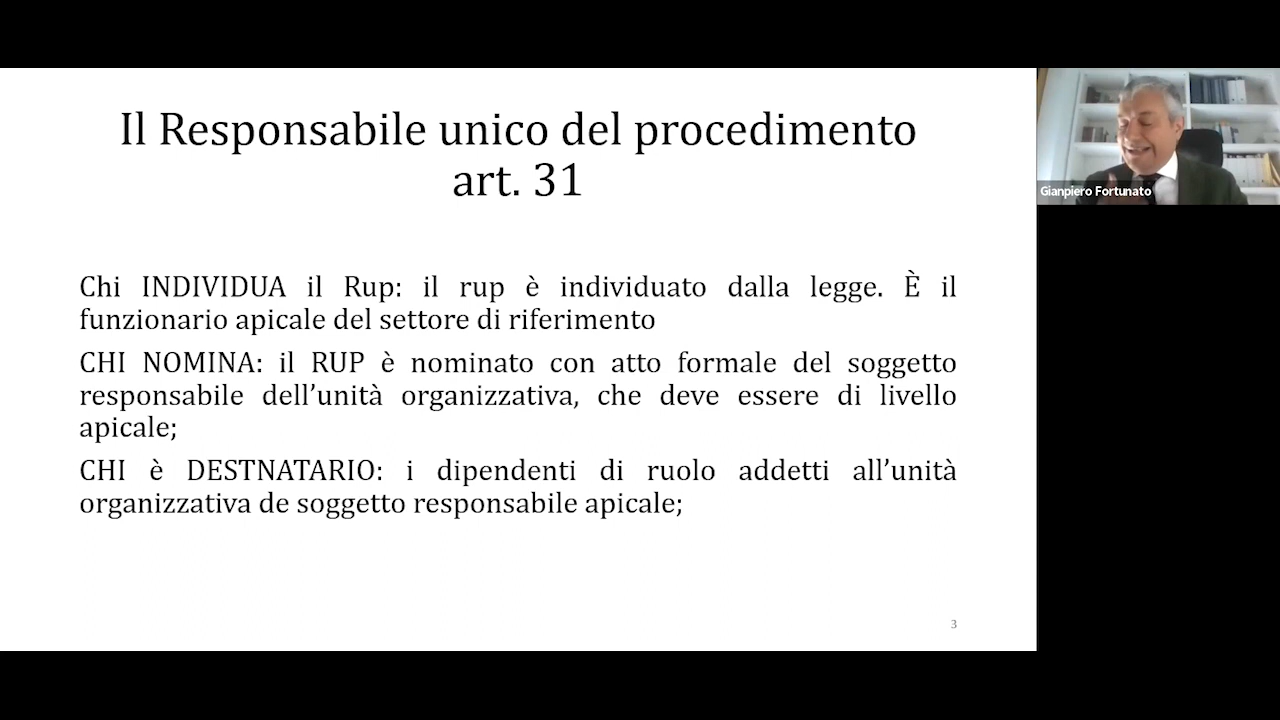 Il Responsabile unico del procedimento
art. 31
Chi INDIVIDUA il Rup: il rup è individuato dalla legge. È il
funzionario apicale del settore di riferimento
CHI NOMINA: il RUP è nominato con atto formale del soggetto
responsabile dell’unità organizzativa, che deve essere di livello
apicale;
CHI è DESTNATARIO: i dipendenti di ruolo addetti all’unità
organizzativa de soggetto responsabile apicale;
3
Gianpiero Fortunato